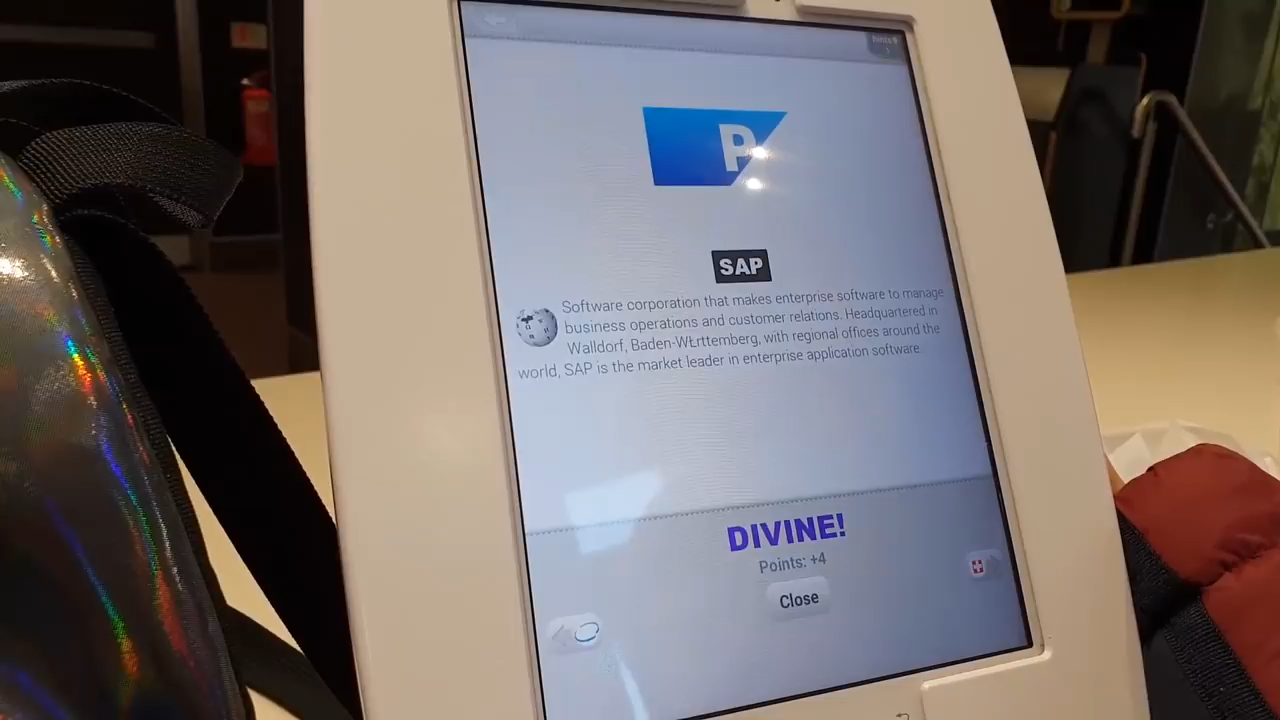 P
SAP
Software corporation that makes enterprise software to manage
business operations and customer relations. Headquartered in
Walldorf, Baden-WŁrttemberg, with regional offices around the
world, SAP is the market leader in enterprise application software.
DIVINE!
Points: +4
Close